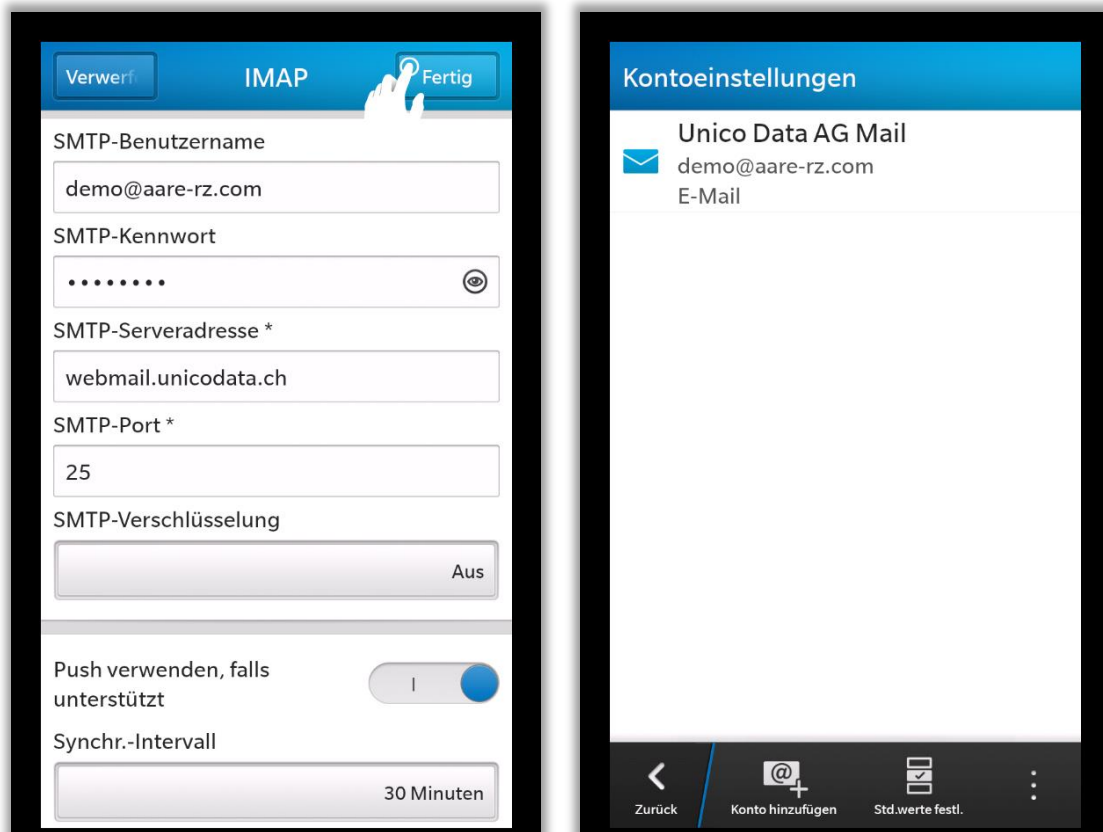 Verwerf
IMAP
Fertig
SMTP-Benutzername
demo@aare-rz.com
SMTP-Kennwort
••••••••
SMTP-Serveradresse *
webmail.unicodata.ch
SMTP-Port *
25
SMTP-Verschlüsselung
Aus
Push verwenden, falls
unterstützt
Synchr.-Intervall
30 Minuten
Kontoeinstellungen
Unico Data AG Mail
demo@aare-rz.com
E-Mail
Zurück
Konto hinzufügen
Std.werte festl.